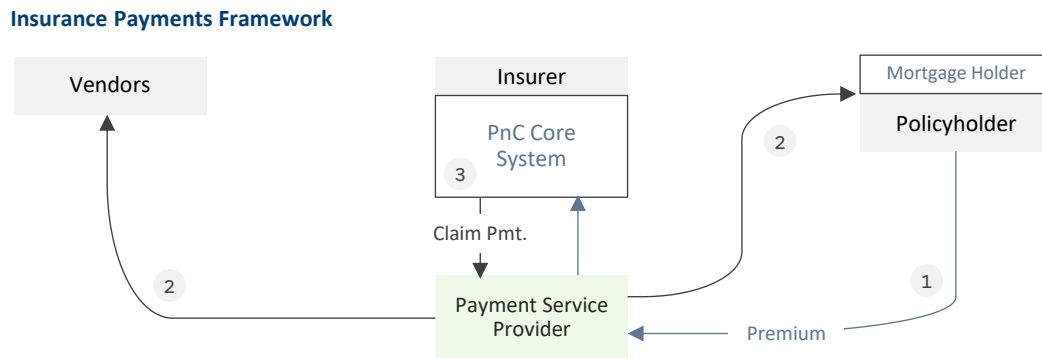 Insurance Payments Framework
Vendors
Insurer
Mortgage Holder
Policyholder
PnC Core
System
3
2
Claim Pmt.
2
1
Payment Service
Provider
Premium